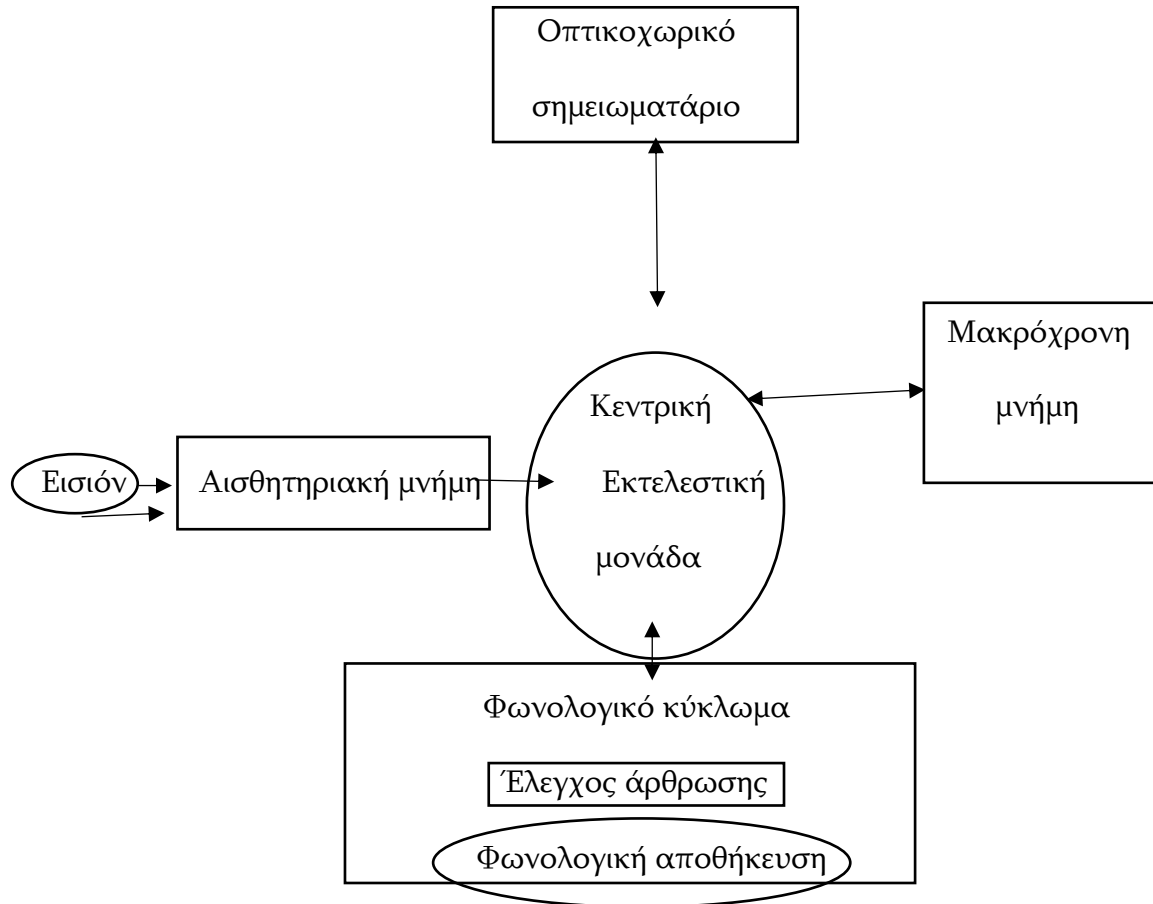 Οπτικοχωρικό
σημειωματάριο
Μακρόχρονη
μνήμη
Κεντρική
Εκτελεστική
μονάδα
Εισιόν
Αισθητηριακή μνήμη
Φωνολογικό κύκλωμα
Έλεγχος άρθρωσης
Φωνολογική αποθήκευση